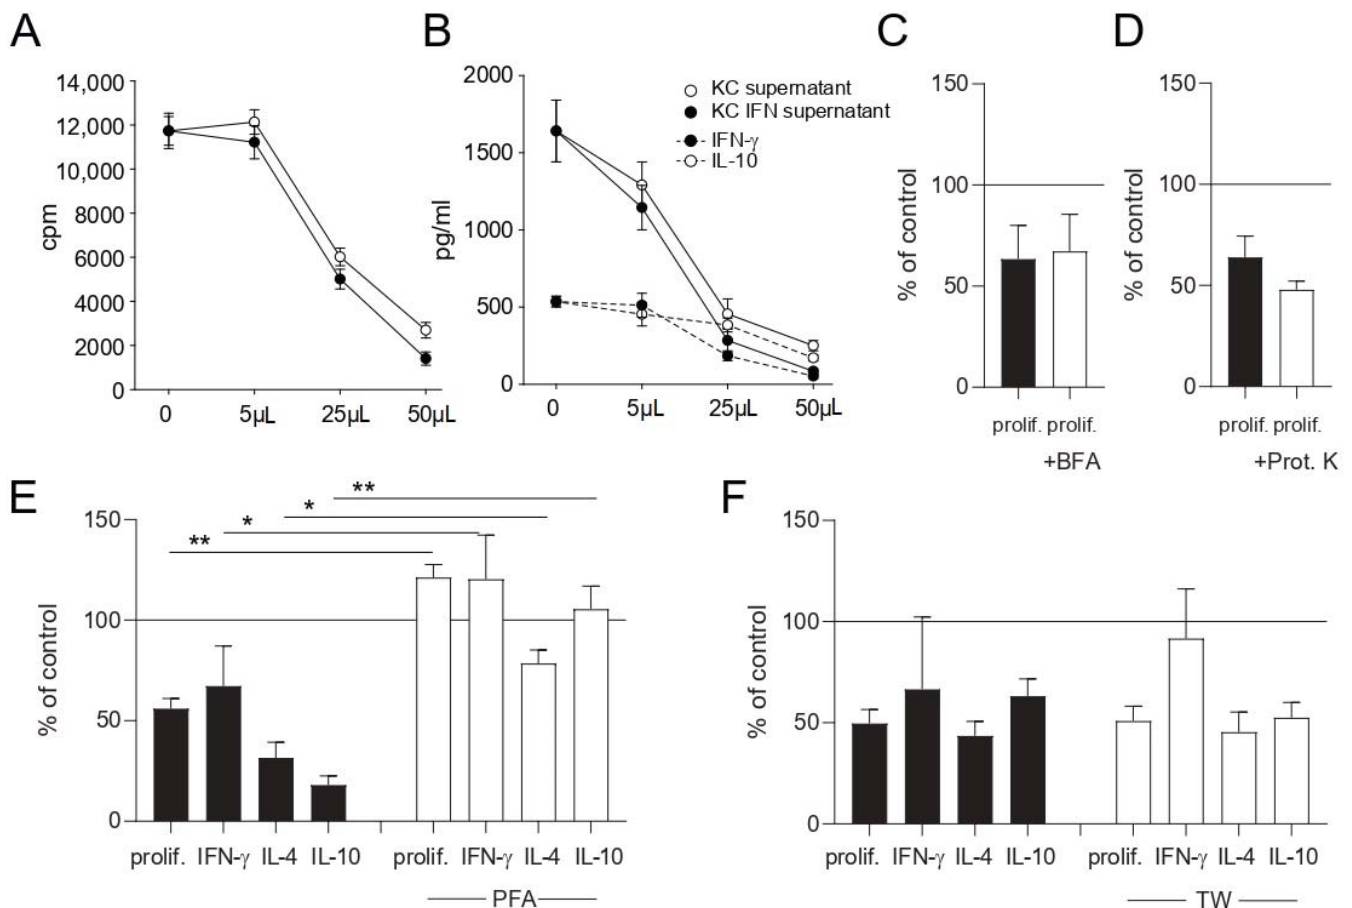 A
14,000
12,000
10,000
8000
6000
4000
2000
0
cpm
0 5µL 25µL 50µL
B
2000
1500
1000
500
0
pg/ml
KC supernatant
KC IFN supernatant
IFN-γ
IL-10
0 5µL 25µL 50µL
C
150
100
50
0
% of control
prolif. prolif.
+BFA
D
150
100
50
0
% of control
prolif. prolif.
+Prot. K
E
**
*
*
**
150
100
50
0
% of control
prolif. IFN-γ IL-4 IL-10 prolif. IFN-γ IL-4 IL-10
PFA
F
150
100
50
0
% of control
prolif. IFN-γ IL-4 IL-10 prolif. IFN-γ IL-4 IL-10
TW